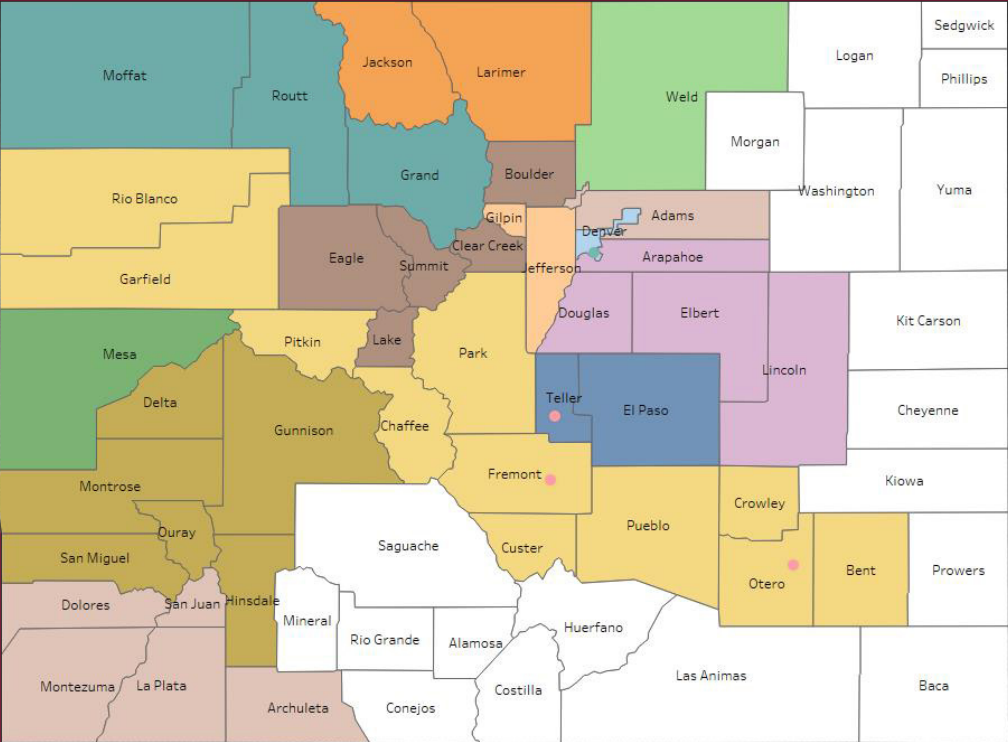 Sedgwick
Logan
Jackson
Larimer
Moffat
Phillips
Routt
Weld
Morgan
Grand
Boulder
Washington
Yuma
Rio Blanco
Gilpin
Adams
Denver
Clear Creek
Eagle
Summit
Jefferson
Arapahoe
Garfield
Douglas
Elbert
Kit Carson
Pitkin
Lake
Park
Mesa
Lincoln
Teller
El Paso
Cheyenne
Delta
Gunnison
Chaffee
Fremont
Kiowa
Montrose
Crowley
Pueblo
Ouray
Saguache
Custer
San Miguel
Otero
Bent
Prowers
Dolores
San Juan
Hinsdale
Mineral
Rio Grande
Alamosa
Huerfano
Las Animas
Montezuma
La Plata
Costilla
Baca
Archuleta
Conejos